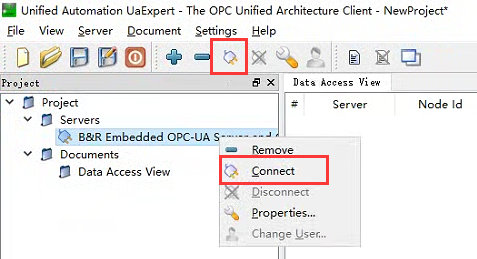 Unified Automation UaExpert - The OPC Unified Architecture Client - NewProject*
File View Server Document Settings Help
Project
Data Access View
# Server Node Id
Project
Servers
B&R Embedded OPC-UA Server and
Documents
Data Access View
Remove
Connect
Disconnect
Properties...
Change User...